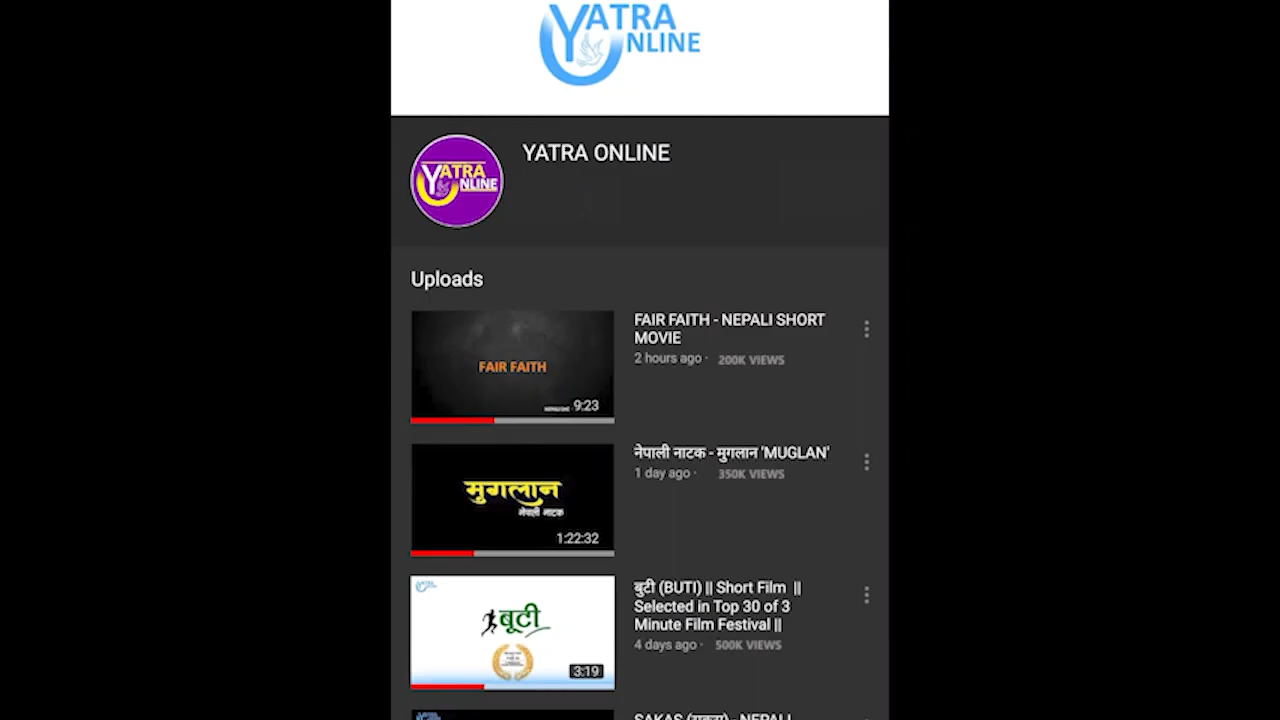 YATRA
ONLINE
YATRA
ONLINE
YATRA ONLINE
Uploads
FAIR FAITH
9:23
FAIR FAITH - NEPALI SHORT
MOVIE
2 hours ago · 200K VIEWS
मुगलान
नेपाली नाटक
1:22:32
नेपाली नाटक - मुगलान 'MUGLAN'
1 day ago · 350K VIEWS
बूटी
3:19
बुटी (BUTI) || Short Film ||
Selected in Top 30 of 3
Minute Film Festival ||
4 days ago · 500K VIEWS